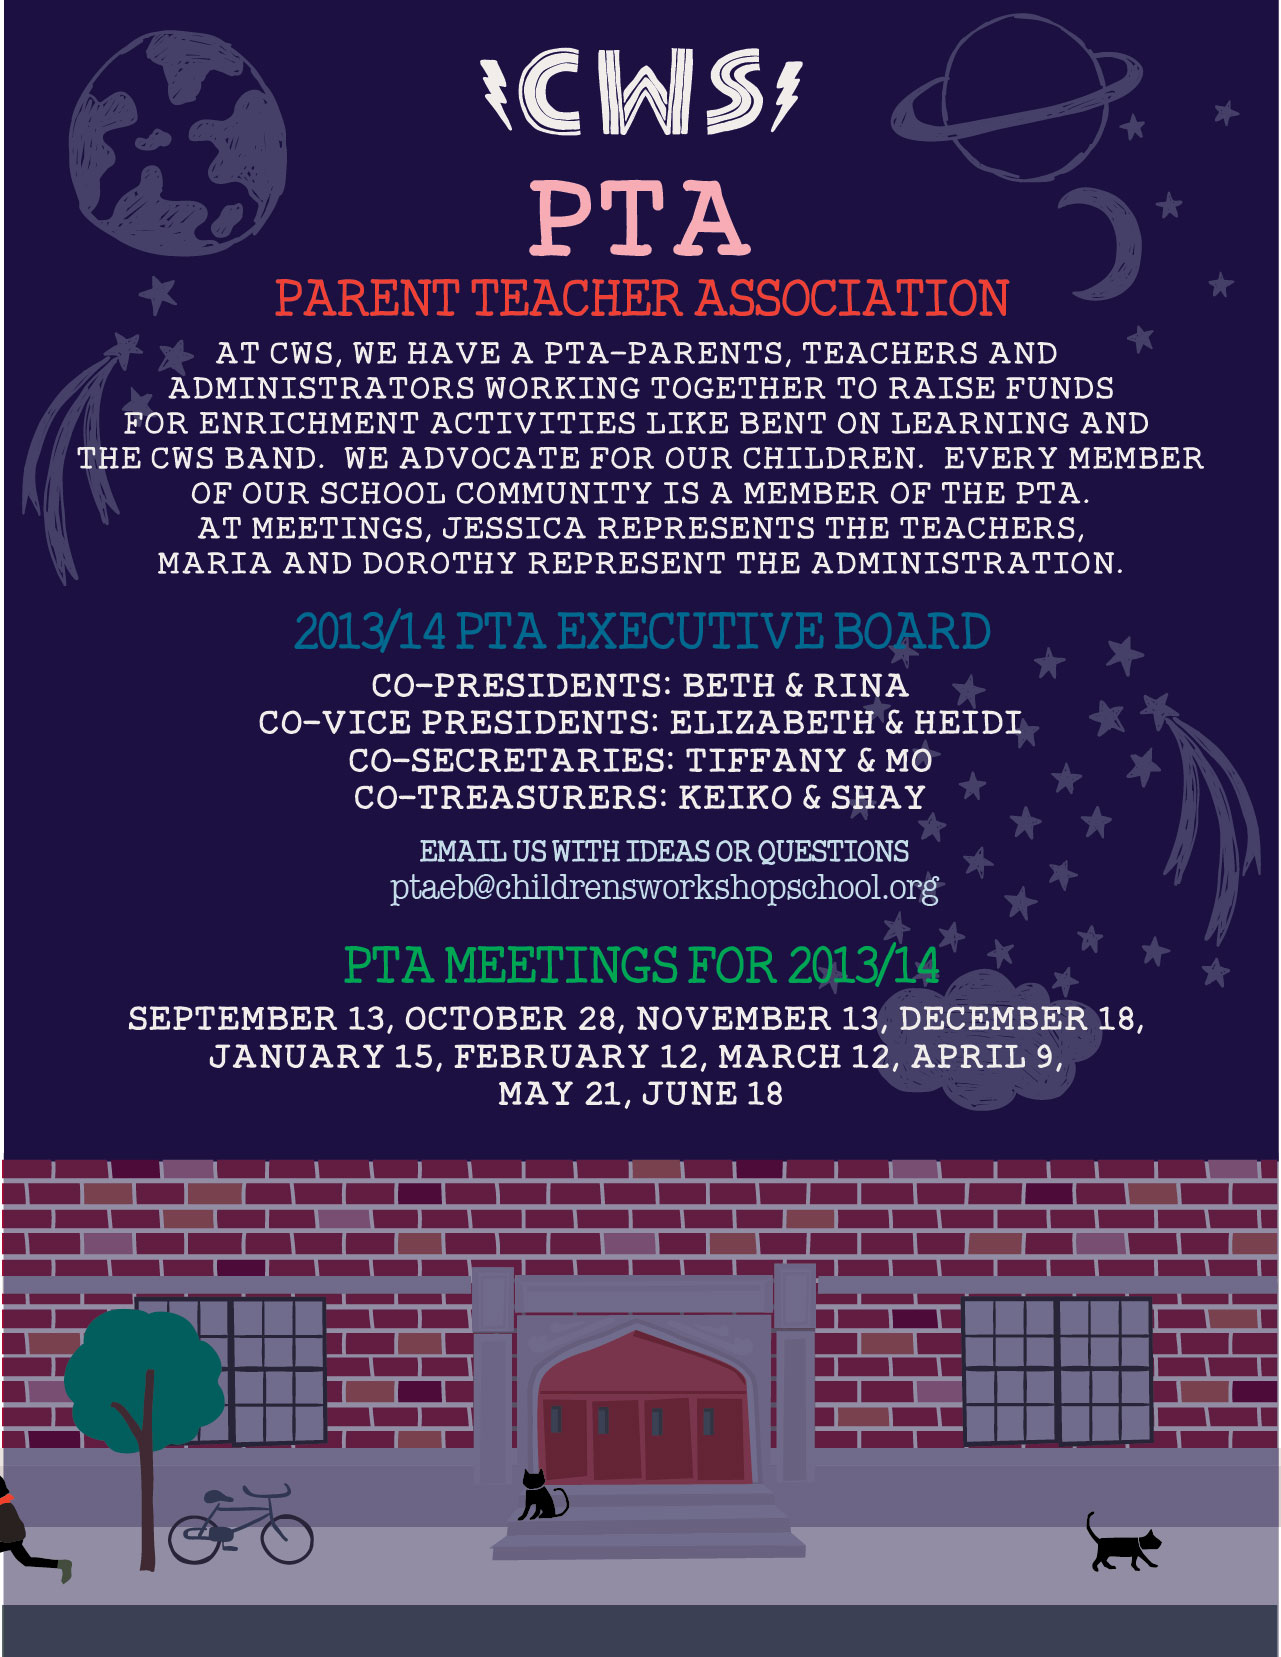 CWS
PTA
PARENT TEACHER ASSOCIATION
AT CWS, WE HAVE A PTA-PARENTS, TEACHERS AND
ADMINISTRATORS WORKING TOGETHER TO RAISE FUNDS
FOR ENRICHMENT ACTIVITIES LIKE BENT ON LEARNING AND
THE CWS BAND. WE ADVOCATE FOR OUR CHILDREN. EVERY MEMBER
OF OUR SCHOOL COMMUNITY IS A MEMBER OF THE PTA.
AT MEETINGS, JESSICA REPRESENTS THE TEACHERS,
MARIA AND DOROTHY REPRESENT THE ADMINISTRATION.
2013/14 PTA EXECUTIVE BOARD
CO-PRESIDENTS: BETH & RINA
CO-VICE PRESIDENTS: ELIZABETH & HEIDI
CO-SECRETARIES: TIFFANY & MO
CO-TREASURERS: KEIKO & SHAY
EMAIL US WITH IDEAS OR QUESTIONS
ptaeb@childrensworkshopschool.org
PTA MEETINGS FOR 2013/14
SEPTEMBER 13, OCTOBER 28, NOVEMBER 13, DECEMBER 18,
JANUARY 15, FEBRUARY 12, MARCH 12, APRIL 9,
MAY 21, JUNE 18